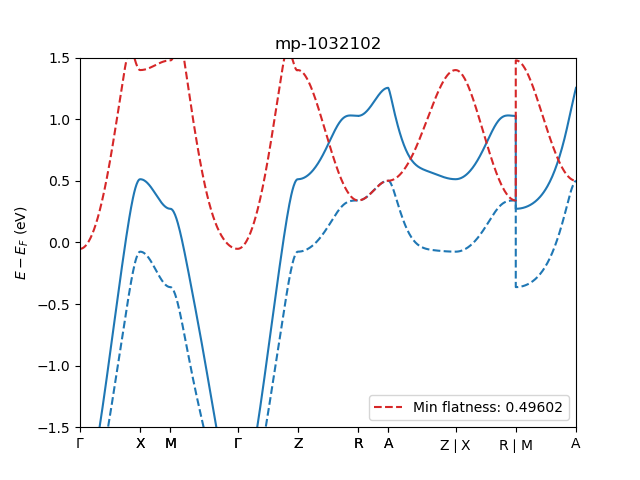 mp-1032102
E − E_F (eV)
1.5
1.0
0.5
0.0
−0.5
−1.0
−1.5
Min flatness: 0.49602
Γ X M Γ Z R A Z | X R | M A